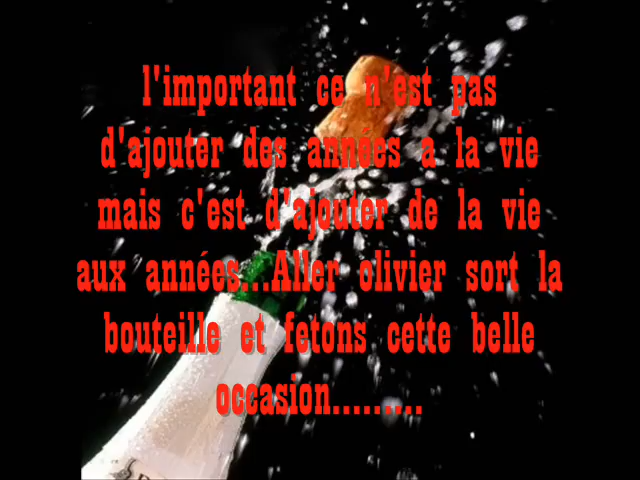 l'important ce n'est pas
d'ajouter des années a la vie
mais c'est d'ajouter de la vie
aux années...Aller olivier sort la
bouteille et fetons cette belle
occasion.........